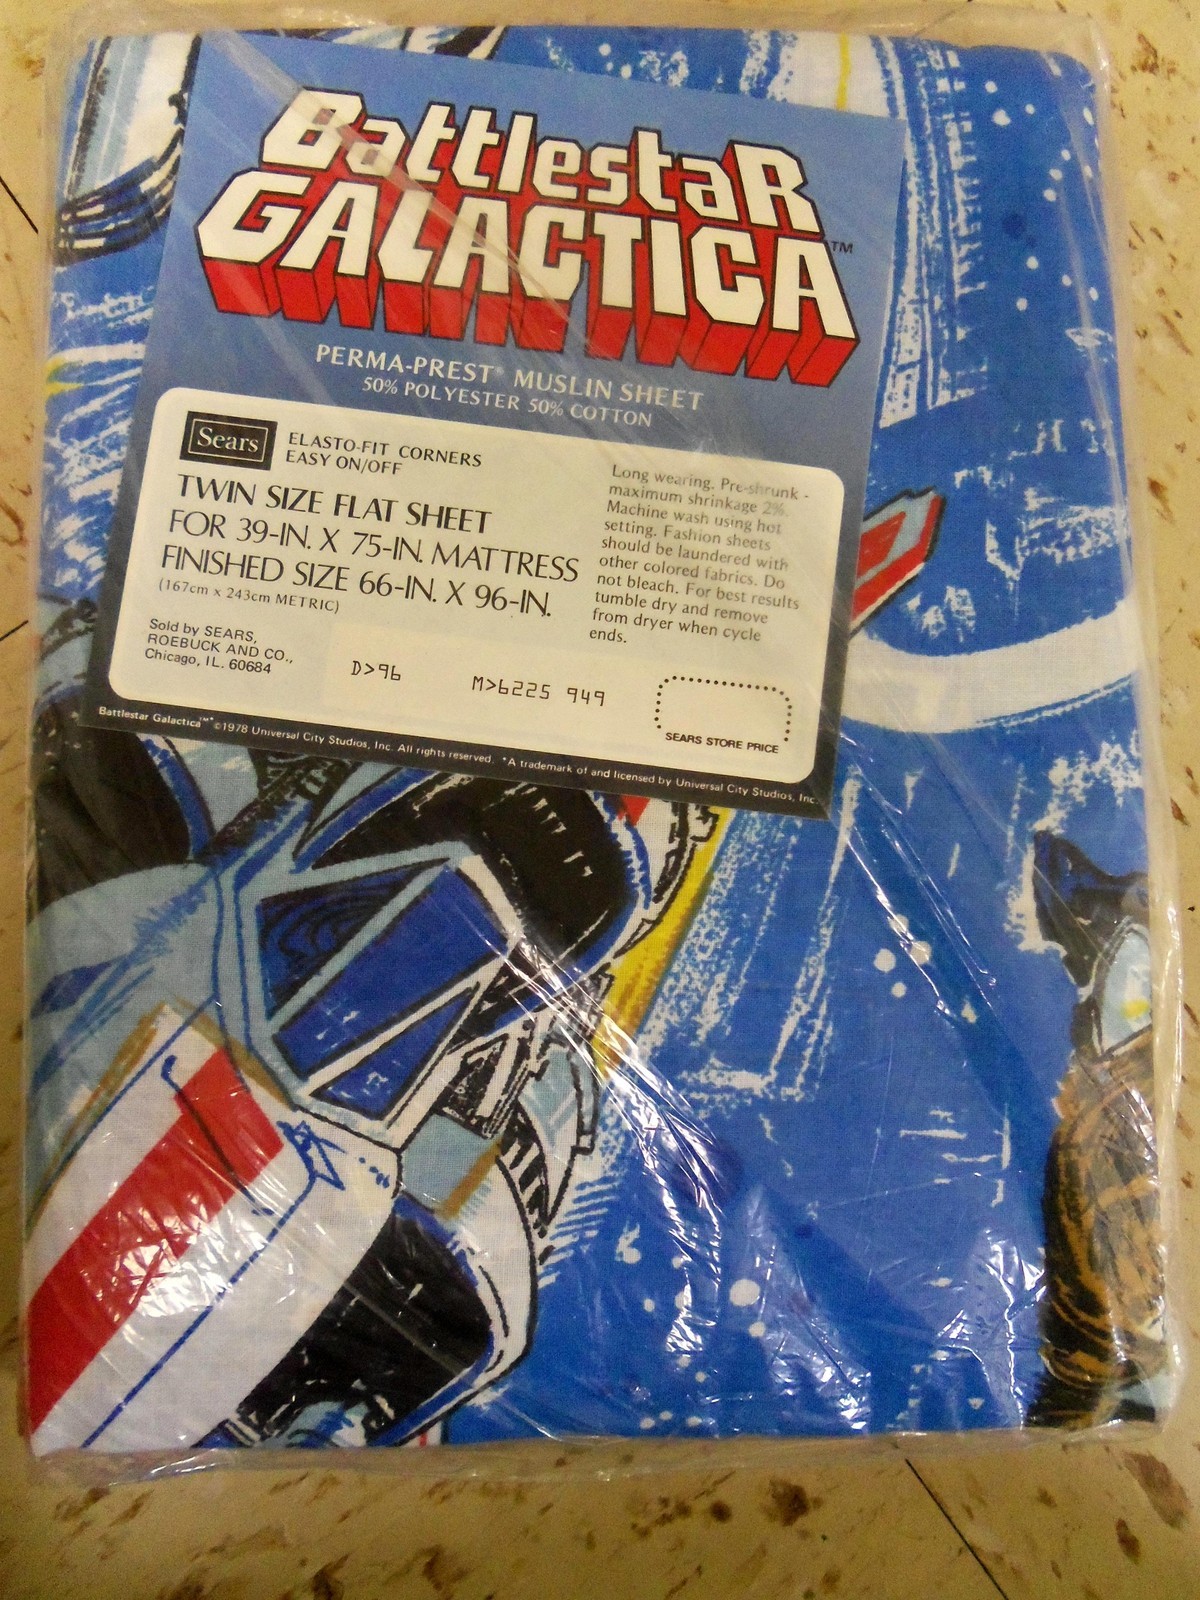 BattlestaR
GALACTICA™
PERMA-PREST® MUSLIN SHEET
50% POLYESTER 50% COTTON
Sears
ELASTO-FIT CORNERS
EASY ON/OFF
TWIN SIZE FLAT SHEET
FOR 39-IN. X 75-IN. MATTRESS
FINISHED SIZE 66-IN. X 96-IN.
(167cm x 243cm METRIC)
Sold by SEARS,
ROEBUCK AND CO.,
Chicago, IL. 60684
Long wearing. Pre-shrunk -
maximum shrinkage 2%.
Machine wash using hot
setting. Fashion sheets
should be laundered with
other colored fabrics. Do
not bleach. For best results
tumble dry and remove
from dryer when cycle
ends.
D>96
M>6225 949
SEARS STORE PRICE
Battlestar Galactica™* ©1978 Universal City Studios, Inc. All rights reserved. *A trademark of and licensed by Universal City Studios, Inc.